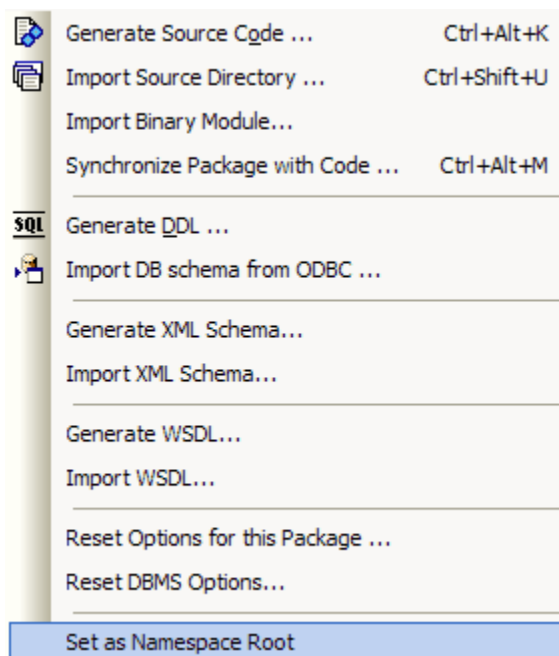 Generate Source Code ... Ctrl+Alt+K
Import Source Directory ... Ctrl+Shift+U
Import Binary Module...
Synchronize Package with Code ... Ctrl+Alt+M
SQL Generate DDL ...
Import DB schema from ODBC ...
Generate XML Schema...
Import XML Schema...
Generate WSDL...
Import WSDL...
Reset Options for this Package ...
Reset DBMS Options...
Set as Namespace Root